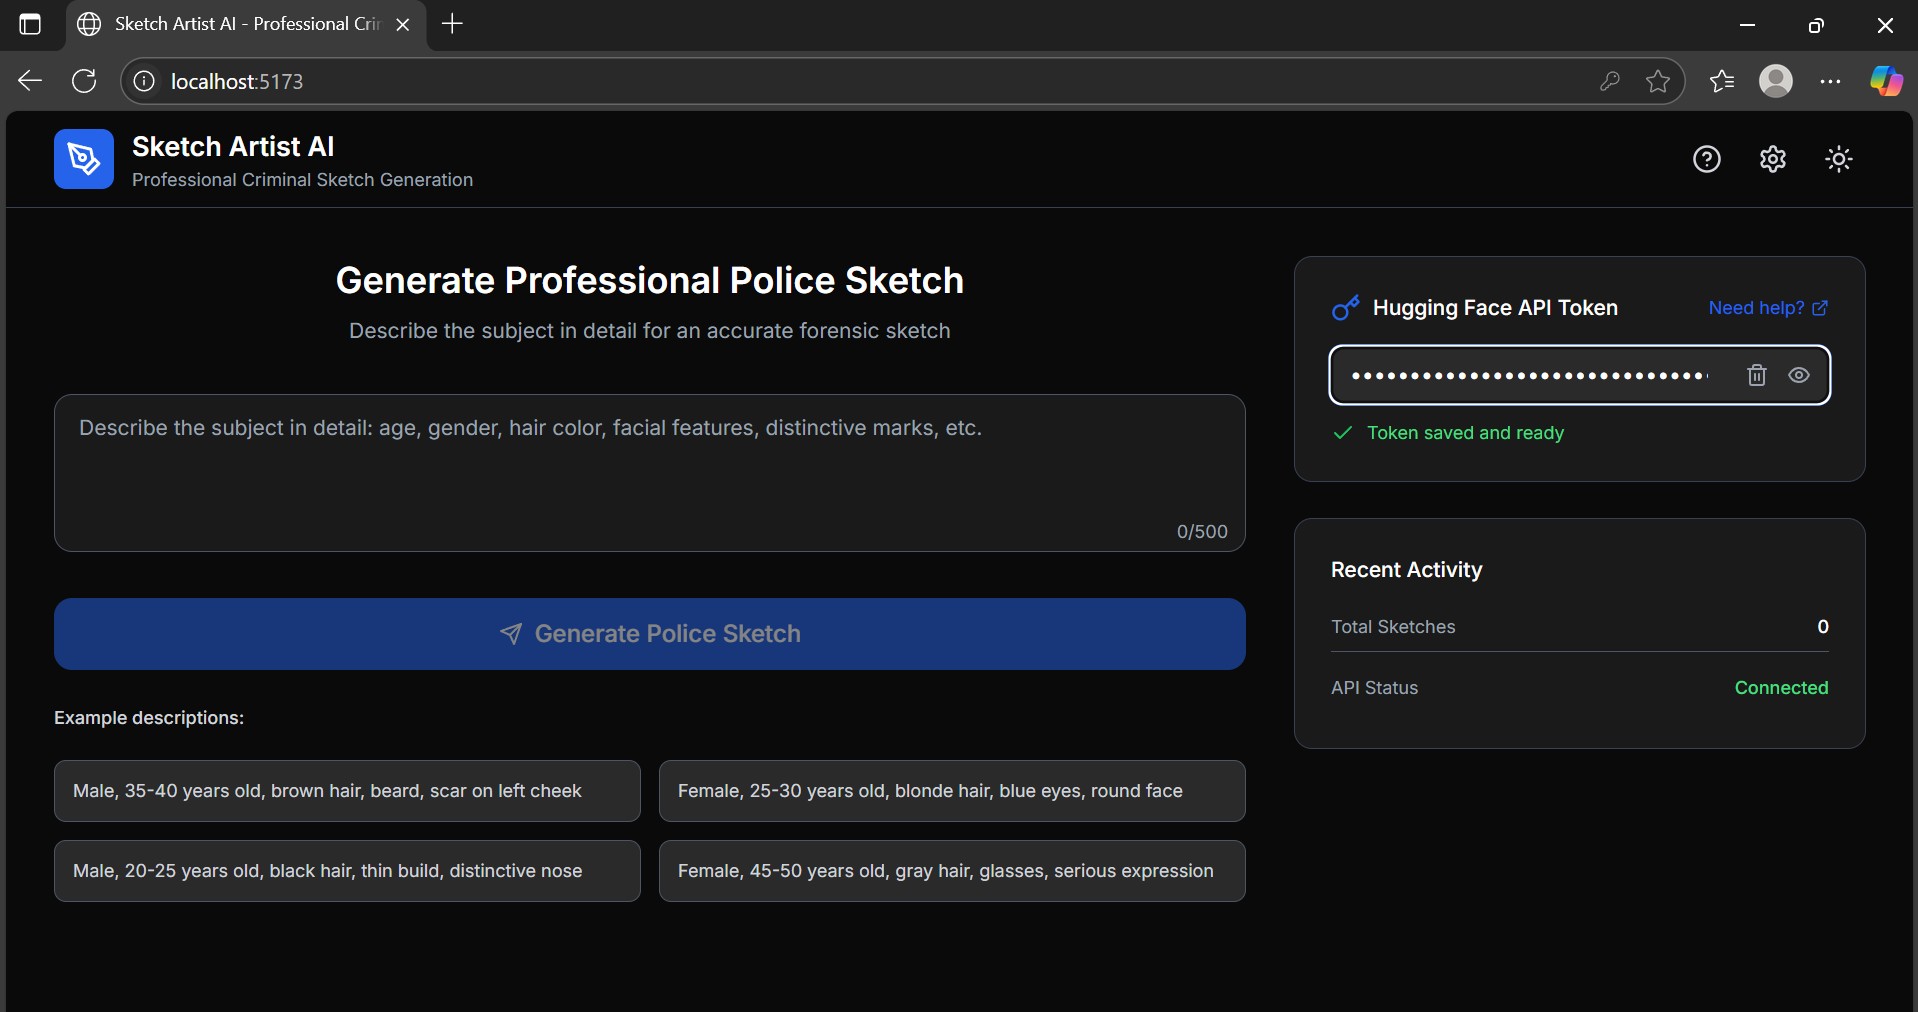 Sketch Artist AI - Professional Crir
localhost:5173
Sketch Artist AI
Professional Criminal Sketch Generation
Generate Professional Police Sketch
Describe the subject in detail for an accurate forensic sketch
Describe the subject in detail: age, gender, hair color, facial features, distinctive marks, etc.
0/500
Generate Police Sketch
Example descriptions:
Male, 35-40 years old, brown hair, beard, scar on left cheek
Female, 25-30 years old, blonde hair, blue eyes, round face
Male, 20-25 years old, black hair, thin build, distinctive nose
Female, 45-50 years old, gray hair, glasses, serious expression
Hugging Face API Token
Need help?
Token saved and ready
Recent Activity
Total Sketches 0
API Status Connected